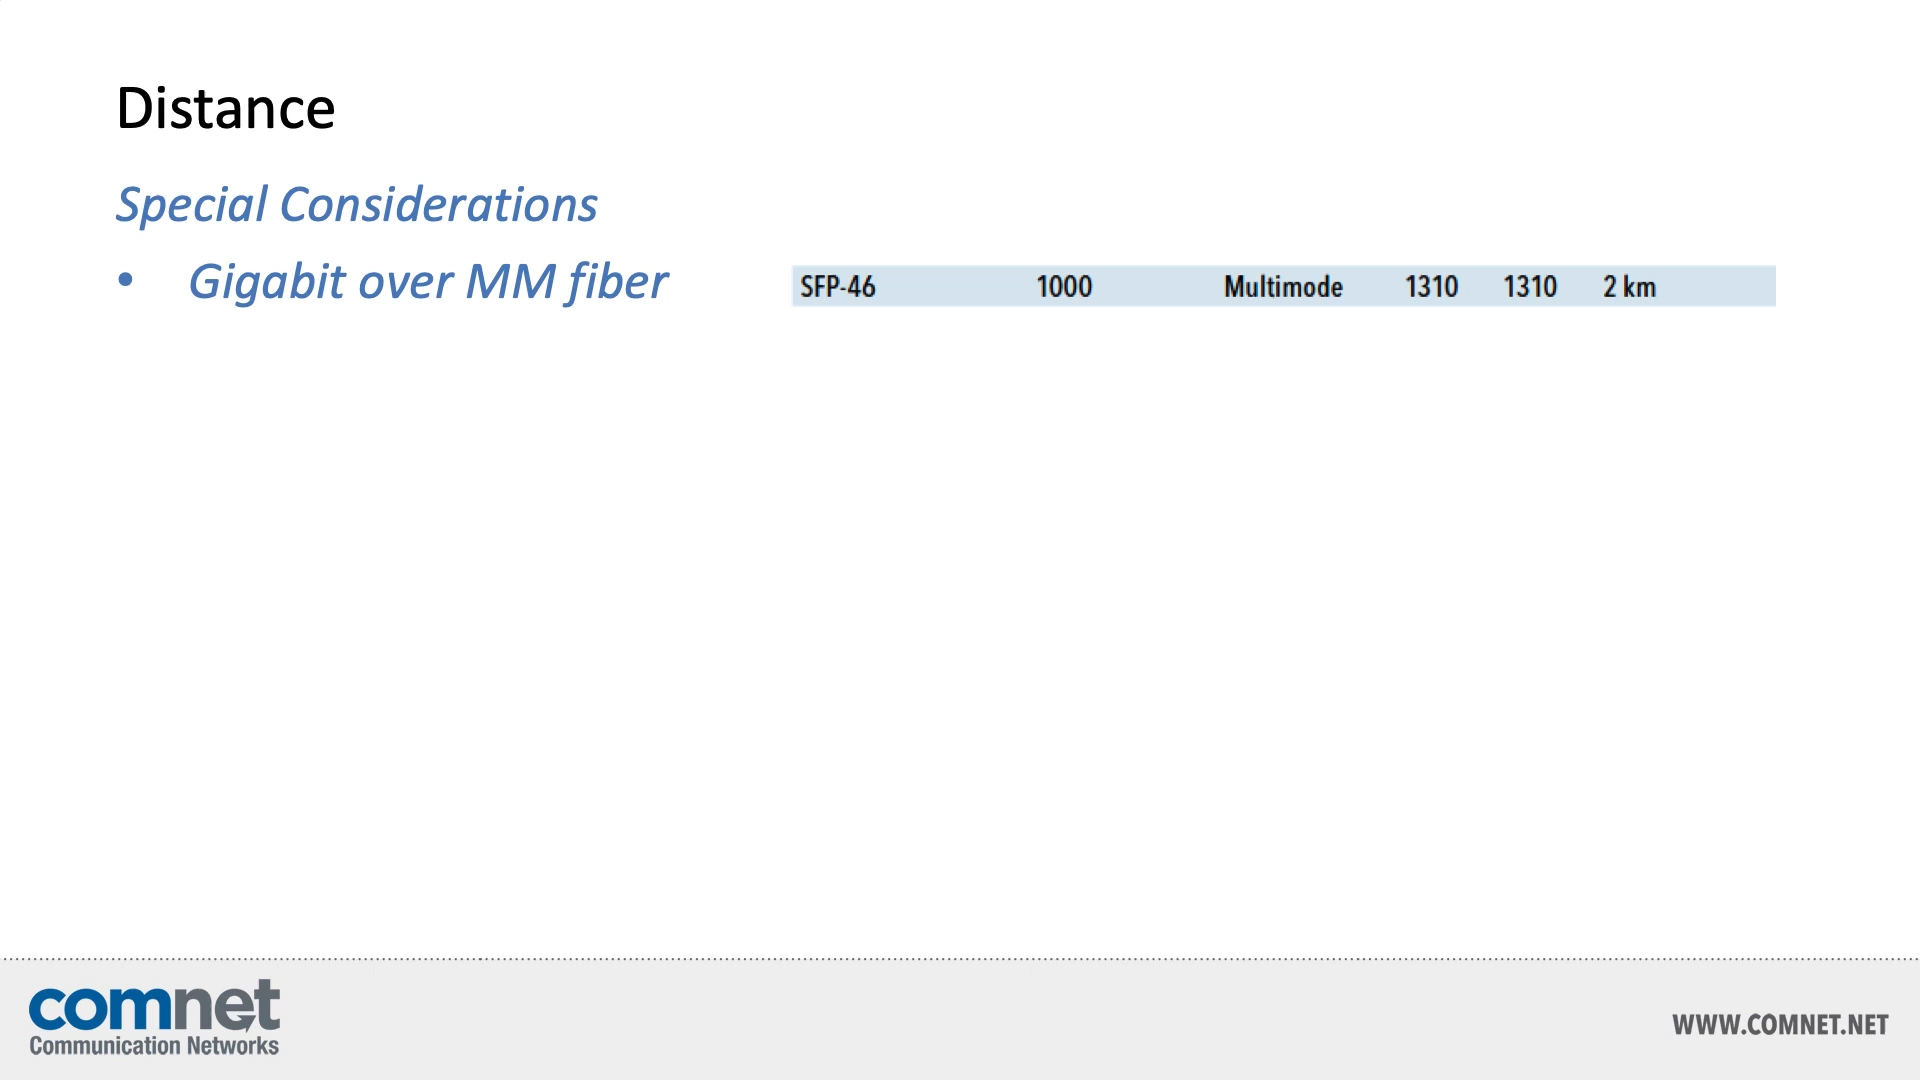 Distance
Special Considerations
• Gigabit over MM fiber
SFP-46 1000 Multimode 1310 1310 2 km
comnet
Communication Networks
WWW.COMNET.NET